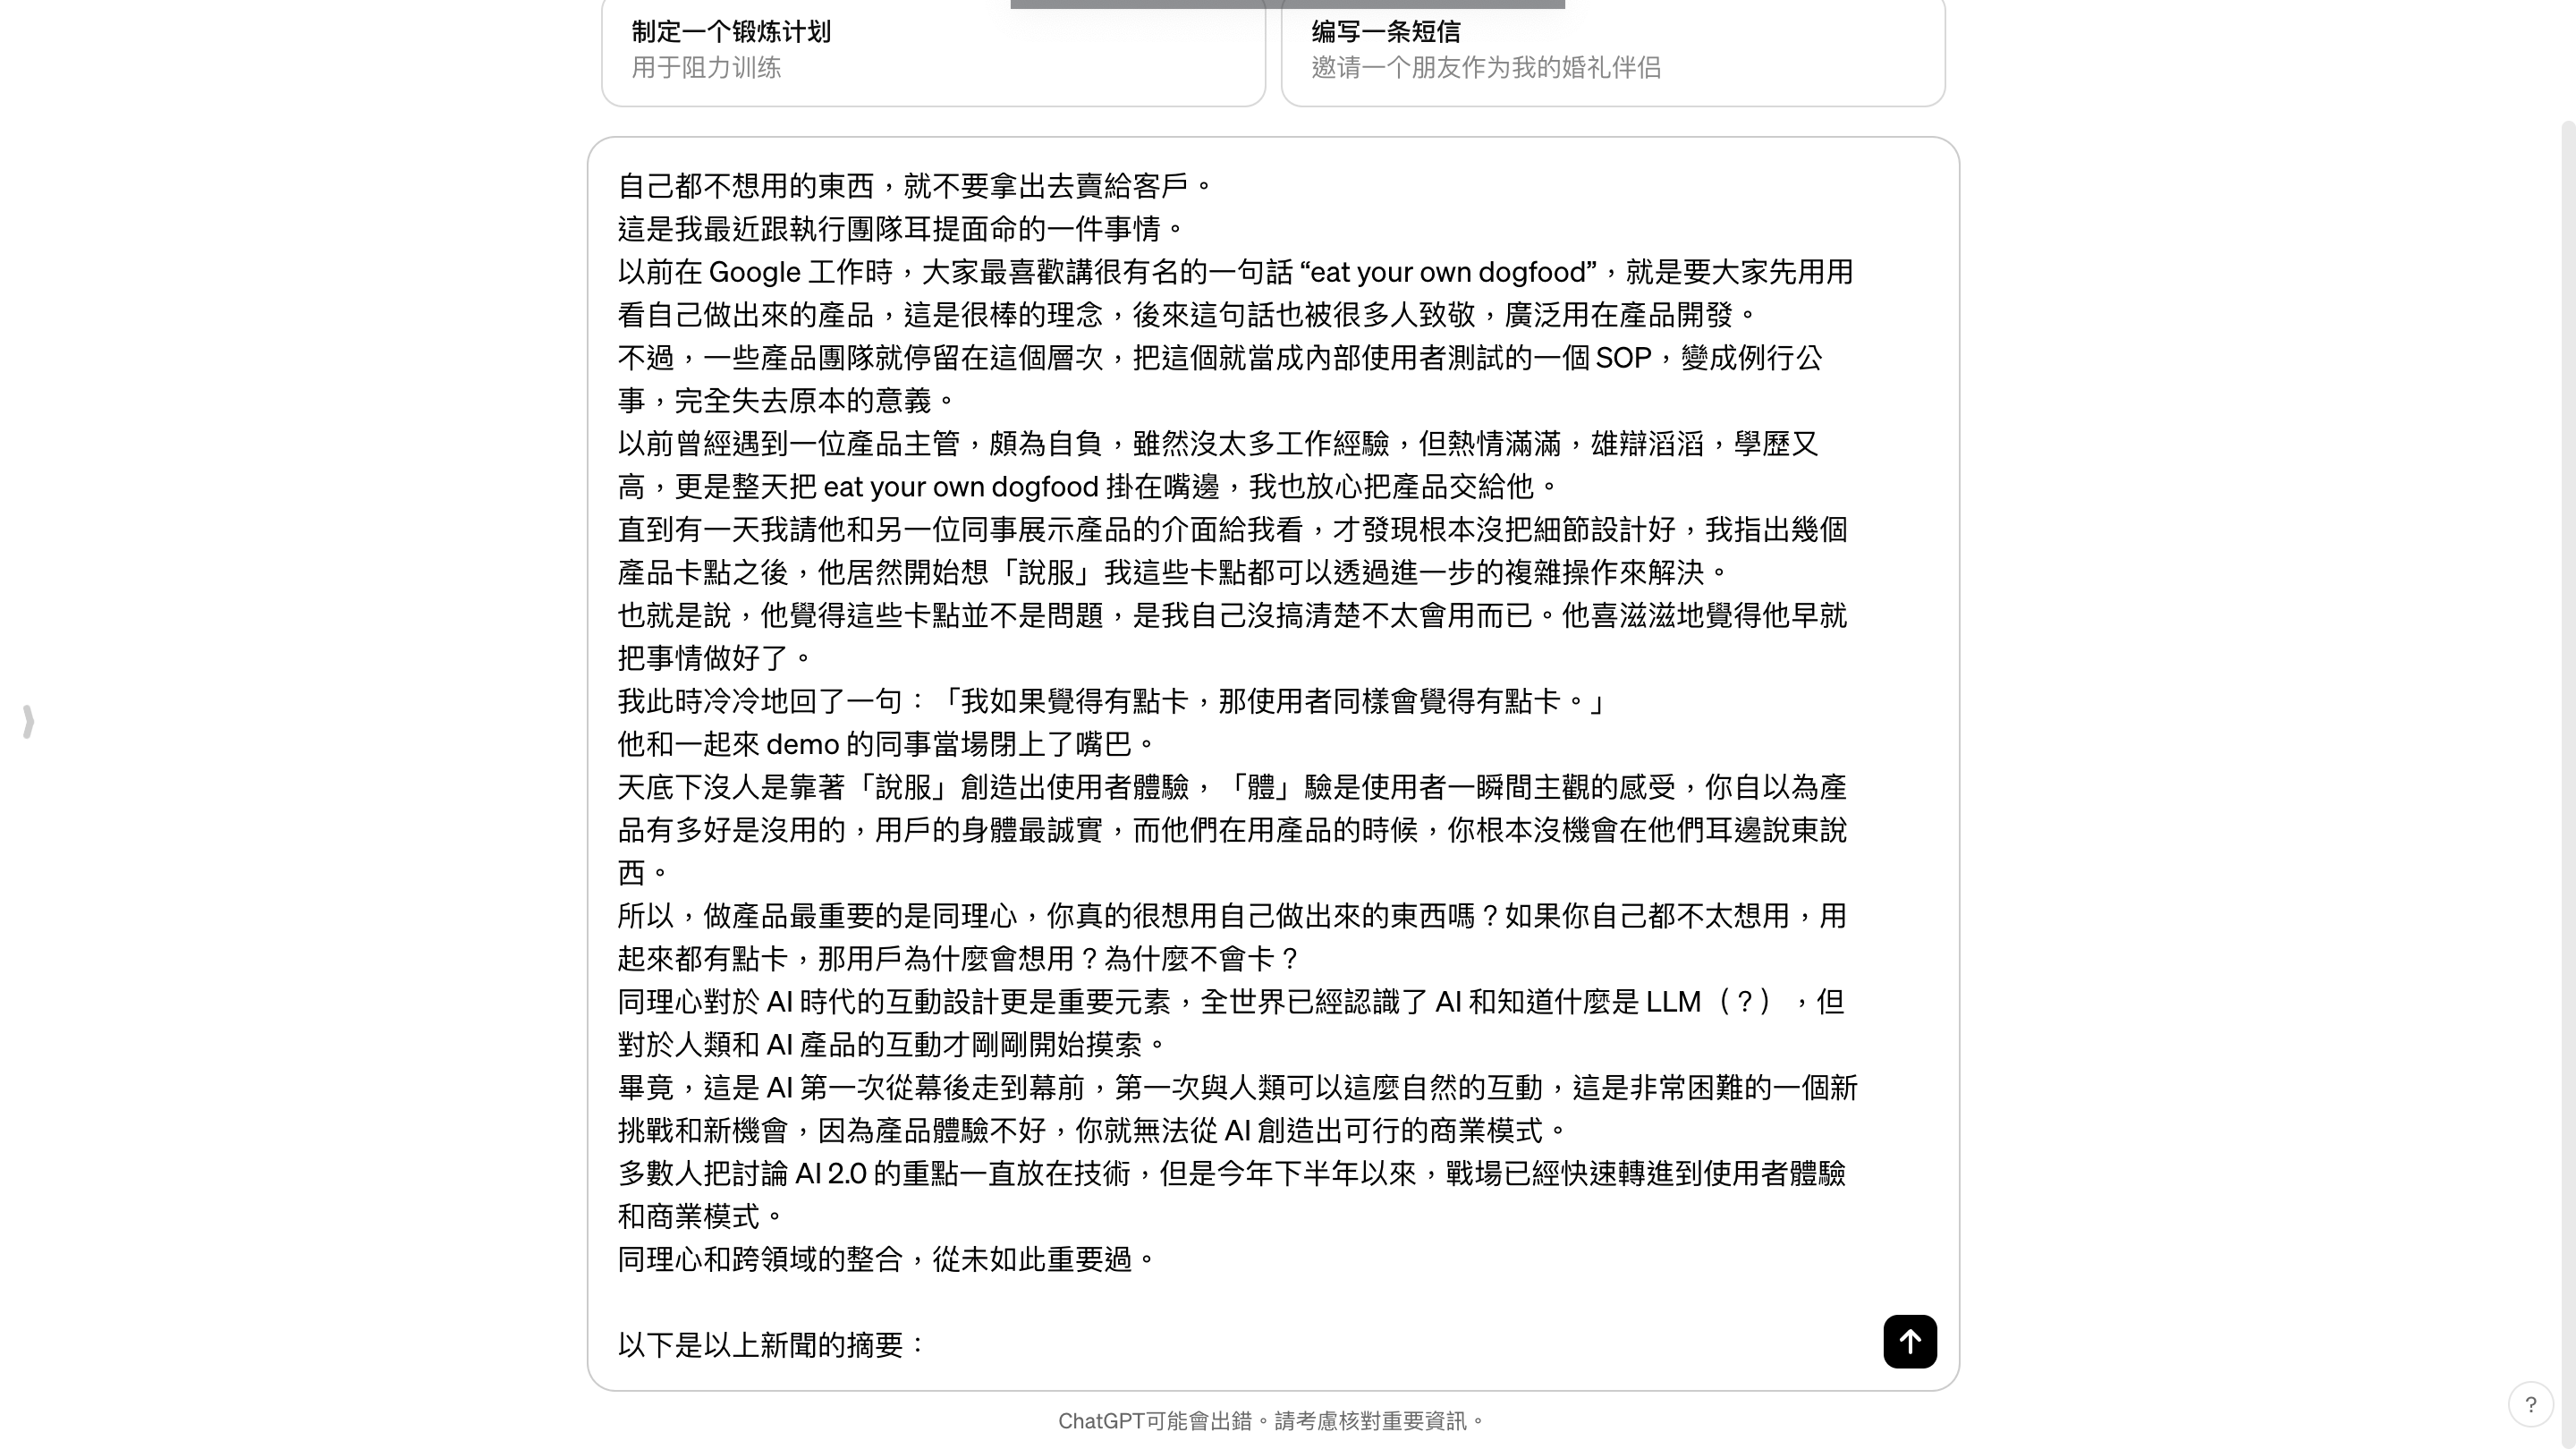 制定一个锻炼计划
用于阻力训练
编写一条短信
邀请一个朋友作为我的婚礼伴侣
自己都不想用的東西，就不要拿出去賣給客戶。
這是我最近跟執行團隊耳提面命的一件事情。
以前在 Google 工作時，大家最喜歡講很有名的一句話 “eat your own dogfood”，就是要大家先用用
看自己做出來的產品，這是很棒的理念，後來這句話也被很多人致敬，廣泛用在產品開發。
不過，一些產品團隊就停留在這個層次，把這個就當成內部使用者測試的一個 SOP，變成例行公
事，完全失去原本的意義。
以前曾經遇到一位產品主管，頗為自負，雖然沒太多工作經驗，但熱情滿滿，雄辯滔滔，學歷又
高，更是整天把 eat your own dogfood 掛在嘴邊，我也放心把產品交給他。
直到有一天我請他和另一位同事展示產品的介面給我看，才發現根本沒把細節設計好，我指出幾個
產品卡點之後，他居然開始想「說服」我這些卡點都可以透過進一步的複雜操作來解決。
也就是說，他覺得這些卡點並不是問題，是我自己沒搞清楚不太會用而已。他喜滋滋地覺得他早就
把事情做好了。
我此時冷冷地回了一句：「我如果覺得有點卡，那使用者同樣會覺得有點卡。」
他和一起來 demo 的同事當場閉上了嘴巴。
天底下沒人是靠著「說服」創造出使用者體驗，「體」驗是使用者一瞬間主觀的感受，你自以為產
品有多好是沒用的，用戶的身體最誠實，而他們在用產品的時候，你根本沒機會在他們耳邊說東說
西。
所以，做產品最重要的是同理心，你真的很想用自己做出來的東西嗎？如果你自己都不太想用，用
起來都有點卡，那用戶為什麼會想用？為什麼不會卡？
同理心對於 AI 時代的互動設計更是重要元素，全世界已經認識了 AI 和知道什麼是 LLM（？），但
對於人類和 AI 產品的互動才剛剛開始摸索。
畢竟，這是 AI 第一次從幕後走到幕前，第一次與人類可以這麼自然的互動，這是非常困難的一個新
挑戰和新機會，因為產品體驗不好，你就無法從 AI 創造出可行的商業模式。
多數人把討論 AI 2.0 的重點一直放在技術，但是今年下半年以來，戰場已經快速轉進到使用者體驗
和商業模式。
同理心和跨領域的整合，從未如此重要過。
以下是以上新聞的摘要：
ChatGPT可能會出錯。請考慮核對重要資訊。
?